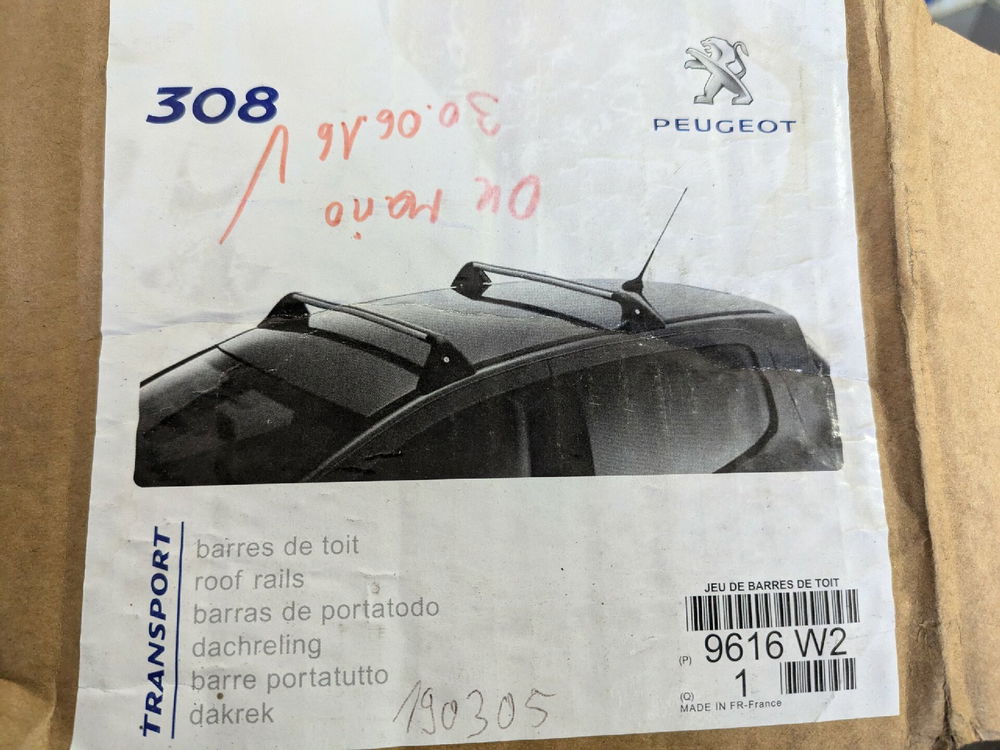 308
PEUGEOT
30.06.16 V
OK
TRANSPORT
barres de toit
roof rails
barras de portatodo
dachreling
barre portatutto
dakrek
190305
JEU DE BARRES DE TOIT
(P) 9616 W2
(Q) 1
MADE IN FR-France